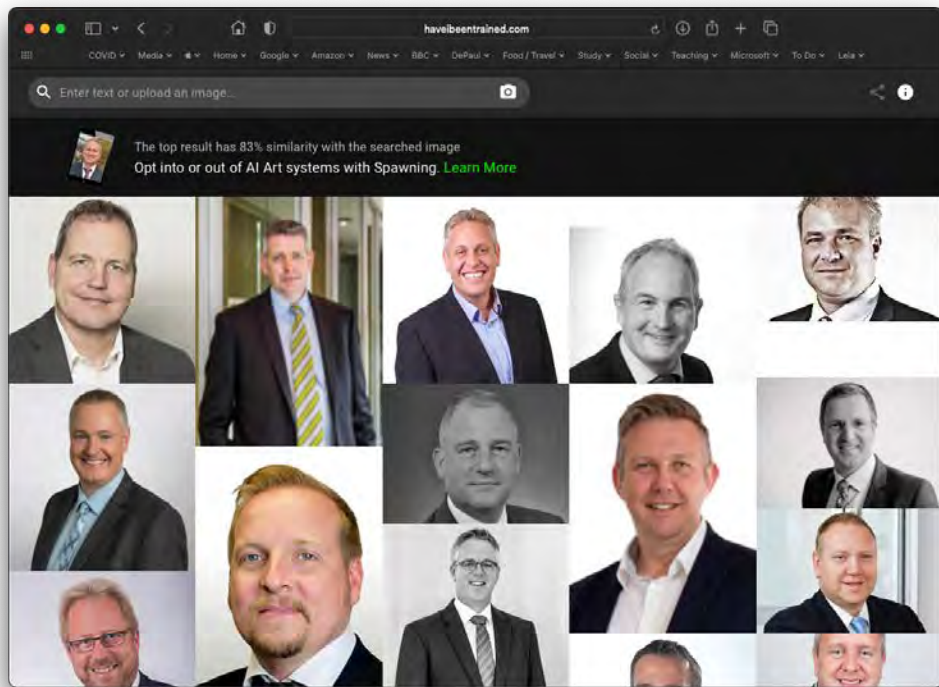 haveibeentrained.com
COVID Media Home Google Amazon News BBC DePaul Food / Travel Study Social Teaching Microsoft To Do Leia
Enter text or upload an image...
The top result has 83% similarity with the searched image
Opt into or out of AI Art systems with Spawning. Learn More